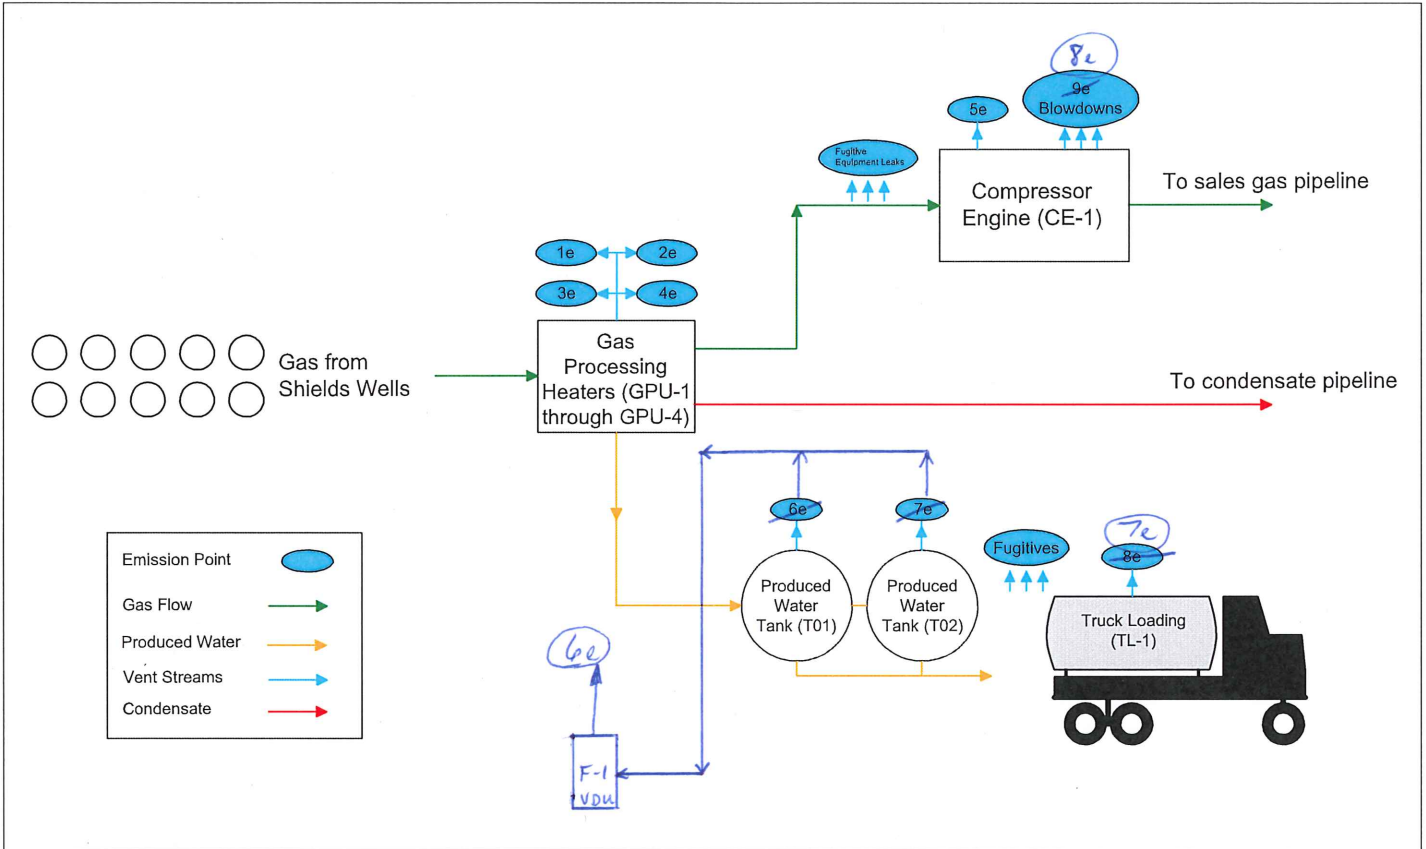 8e
9e
Blowdowns
5e
Fugitive
Equipment Leaks
Compressor
Engine (CE-1)
To sales gas pipeline
1e
2e
3e
4e
Gas from
Shields Wells
Gas
Processing
Heaters (GPU-1
through GPU-4)
To condensate pipeline
6e
7e
Fugitives
7e
8e
Emission Point
Gas Flow
Produced Water
Vent Streams
Condensate
Produced
Water
Tank (T01)
Produced
Water
Tank (T02)
Truck Loading
(TL-1)
6e
F-1
VDU